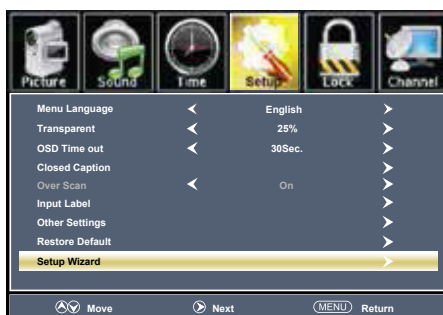 Picture Sound Time Setup Lock Channel
Menu Language English
Transparent 25%
OSD Time out 30Sec.
Closed Caption
Over Scan On
Input Label
Other Settings
Restore Default
Setup Wizard
Move Next MENU Return